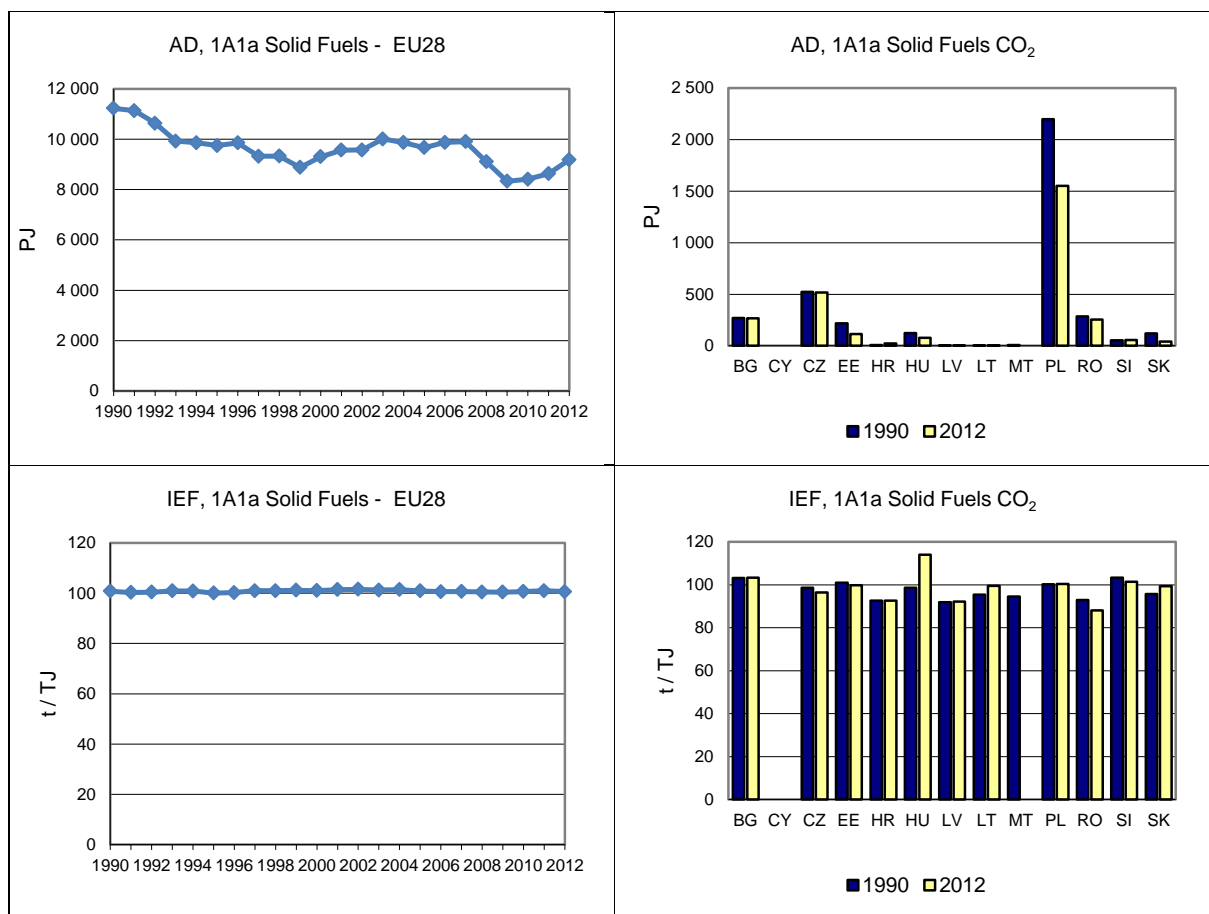 AD, 1A1a Solid Fuels - EU28
12 000
10 000
8 000
6 000
4 000
2 000
0
PJ
1990 1992 1994 1996 1998 2000 2002 2004 2006 2008 2010 2012
AD, 1A1a Solid Fuels CO₂
2 500
2 000
1 500
1 000
500
0
PJ
BG CY CZ EE HR HU LV LT MT PL RO SI SK
1990 2012
IEF, 1A1a Solid Fuels - EU28
120
100
80
60
40
20
0
t / TJ
1990 1992 1994 1996 1998 2000 2002 2004 2006 2008 2010 2012
IEF, 1A1a Solid Fuels CO₂
120
100
80
60
40
20
0
t / TJ
BG CY CZ EE HR HU LV LT MT PL RO SI SK
1990 2012